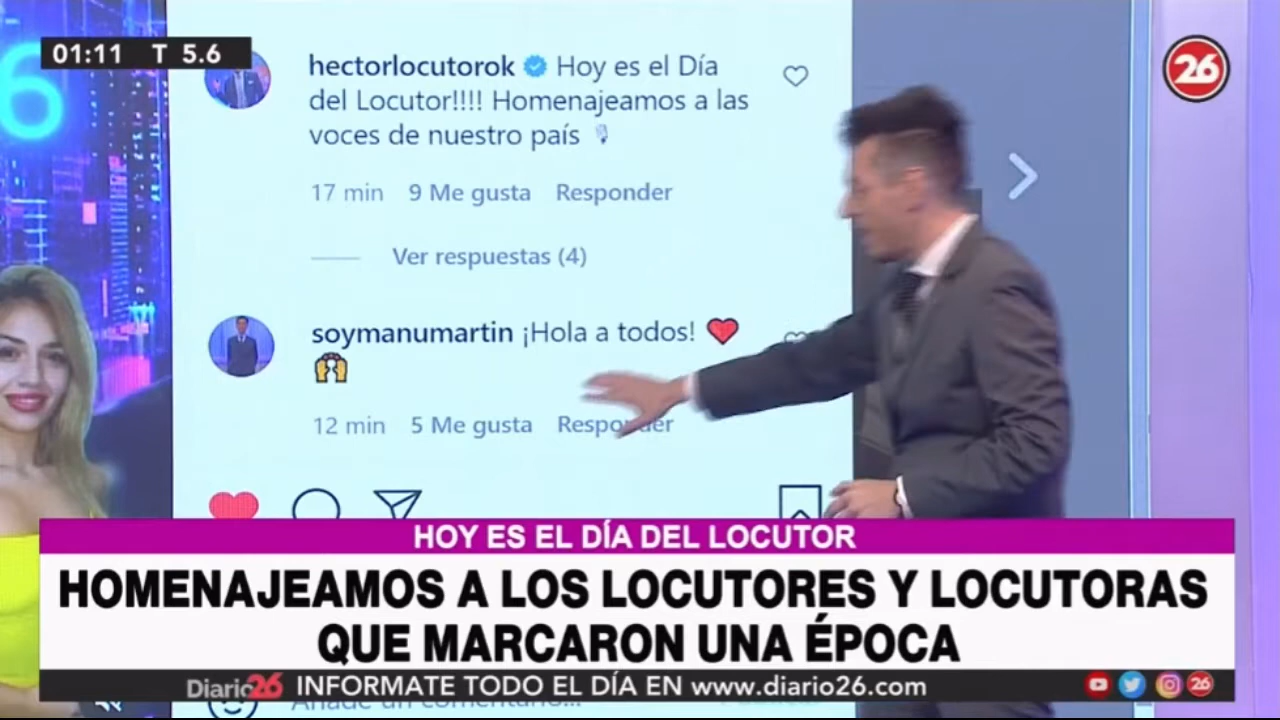 01:11 T 5.6
26
6
hectorlocutorok Hoy es el Día
del Locutor!!!! Homenajeamos a las
voces de nuestro país
17 min 9 Me gusta Responder
Ver respuestas (4)
soymanumartin ¡Hola a todos!
12 min 5 Me gusta Responder
HOY ES EL DÍA DEL LOCUTOR
HOMENAJEAMOS A LOS LOCUTORES Y LOCUTORAS
QUE MARCARON UNA ÉPOCA
Diario26 INFORMATE TODO EL DÍA EN www.diario26.com
26